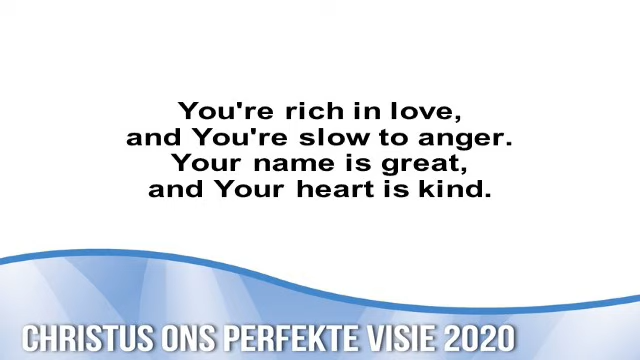 You're rich in love,
and You're slow to anger.
Your name is great,
and Your heart is kind.
CHRISTUS ONS PERFEKTE VISIE 2020